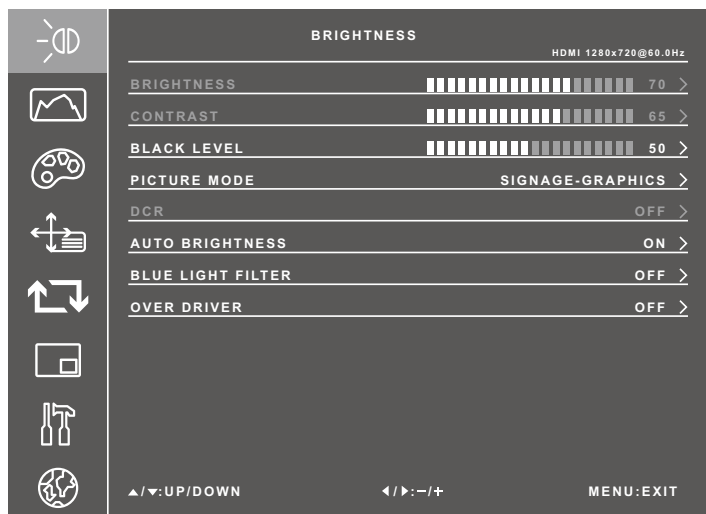 BRIGHTNESS
HDMI 1280x720@60.0Hz
BRIGHTNESS 70
CONTRAST 65
BLACK LEVEL 50
PICTURE MODE SIGNAGE-GRAPHICS
DCR OFF
AUTO BRIGHTNESS ON
BLUE LIGHT FILTER OFF
OVER DRIVER OFF
▲/▼:UP/DOWN ◀/▶:−/+ MENU:EXIT